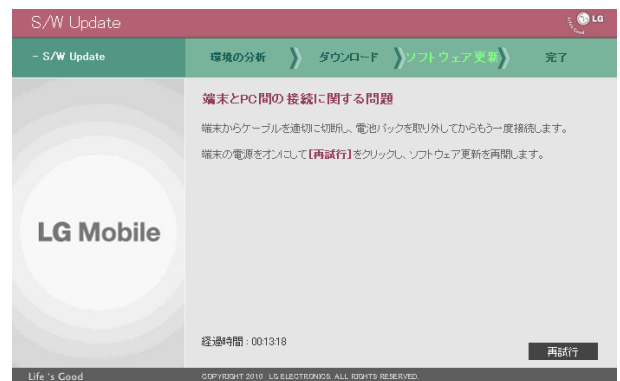 S/W Update
LG
Life's Good
- S/W Update
環境の分析 》 ダウンロード 》 ソフトウェア更新 》 完了
端末とPC間の接続に関する問題
端末からケーブルを適切に切断し、電池パックを取り外してからもう一度接続します。
端末の電源をオンにして【再試行】をクリックし、ソフトウェア更新を再開します。
LG Mobile
経過時間 : 00:13:18
再試行
Life 's Good
COPYRIGHT 2010 LG ELECTRONICS. ALL RIGHTS RESERVED.